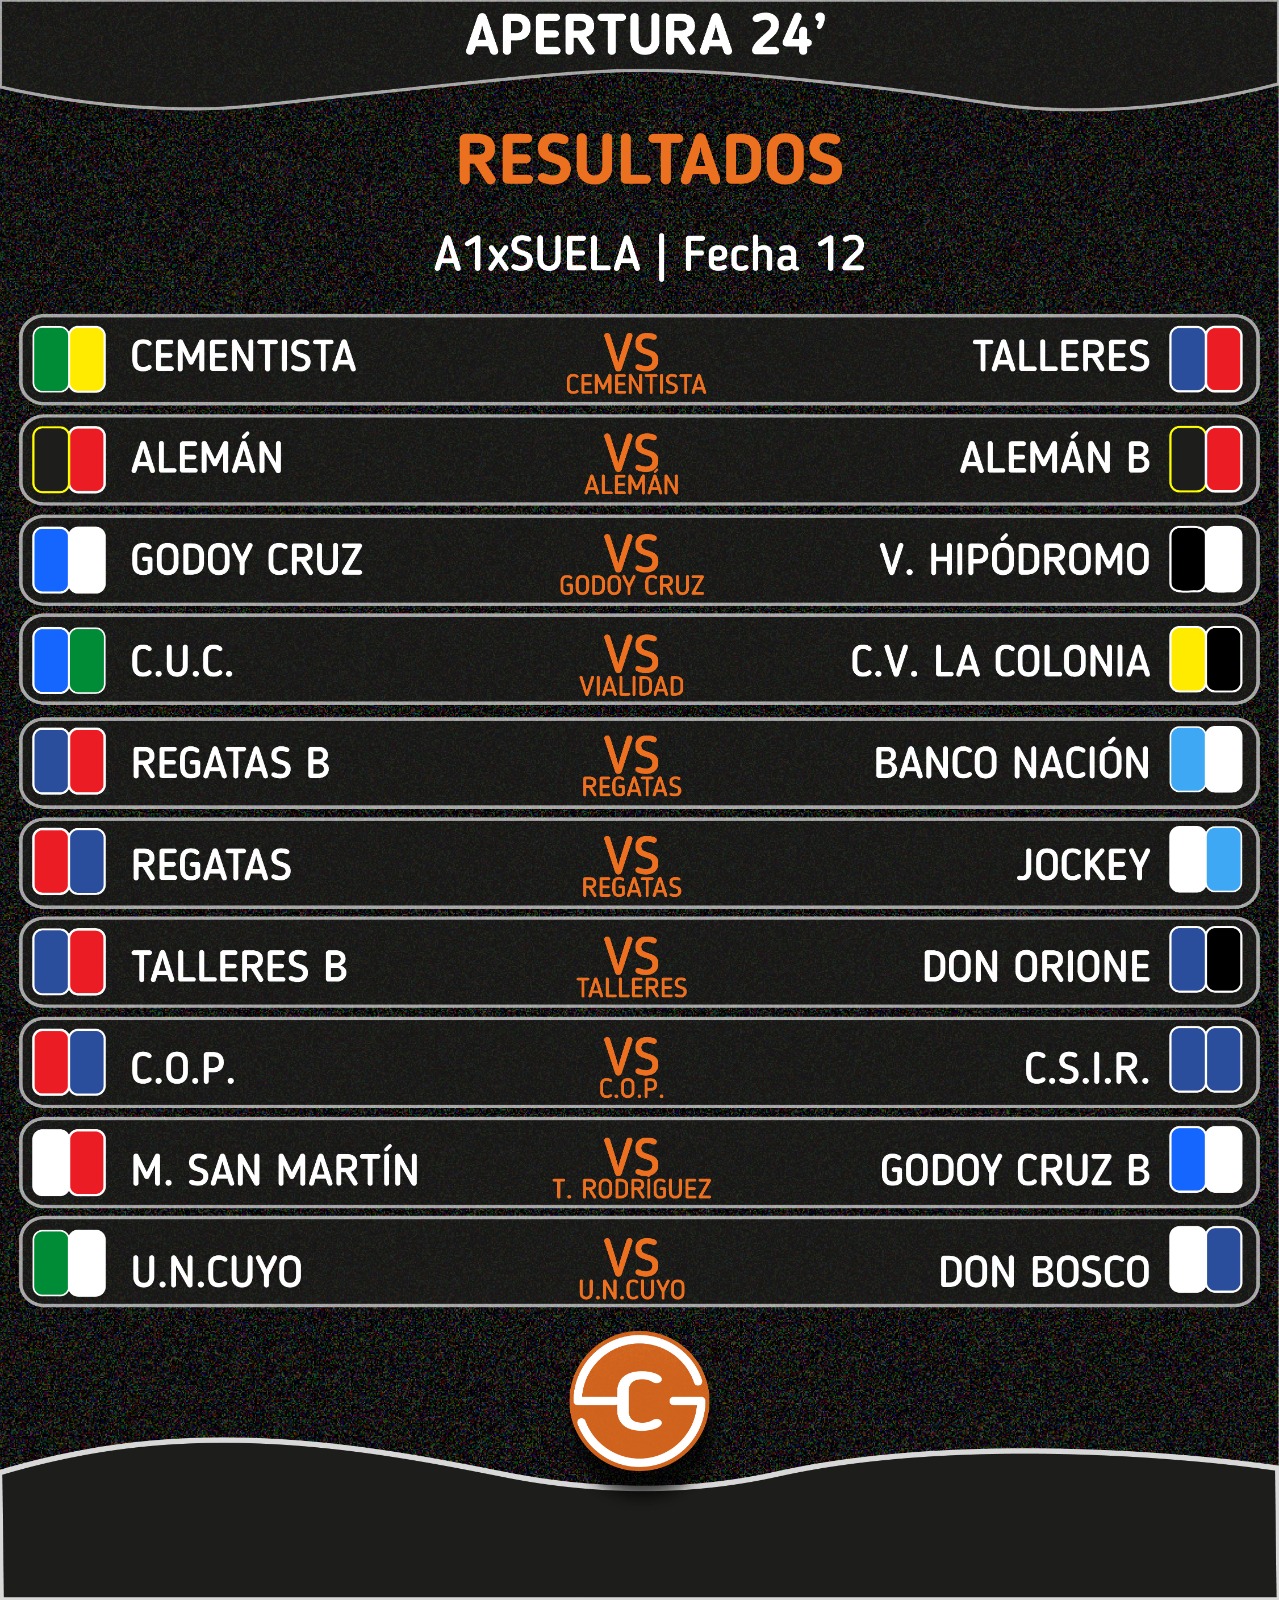 APERTURA 24’
RESULTADOS
A1xSUELA | Fecha 12
CEMENTISTA VS TALLERES
CEMENTISTA
ALEMÁN VS ALEMÁN B
ALEMÁN
GODOY CRUZ VS V. HIPÓDROMO
GODOY CRUZ
C.U.C. VS C.V. LA COLONIA
VIALIDAD
REGATAS B VS BANCO NACIÓN
REGATAS
REGATAS VS JOCKEY
REGATAS
TALLERES B VS DON ORIONE
TALLERES
C.O.P. VS C.S.I.R.
C.O.P.
M. SAN MARTÍN VS GODOY CRUZ B
T. RODRIGUEZ
U.N.CUYO VS DON BOSCO
U.N.CUYO
C